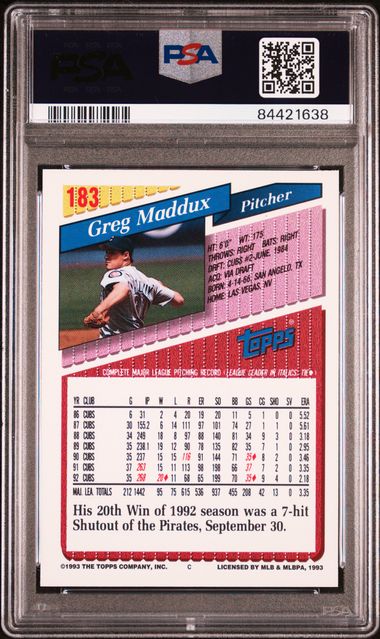 PSA
PSA
PSA
84421638
183
Greg Maddux
Pitcher
HT: 6'0" WT: 175
THROWS: RIGHT BATS: RIGHT
DRFT: CUBS #2-JUNE, 1984
ACQ: VIA DRAFT
BORN: 4-14-66, SAN ANGELO, TX
HOME: LAS VEGAS, NV
Topps
COMPLETE MAJOR LEAGUE PITCHING RECORD LEAGUE LEADER IN ITALICS: TIE♦
YR CLUB G IP W L R ER SO BB GS CG SHO SV ERA
86 CUBS 6 31 2 4 20 19 20 11 5 1 0 0 5.52
87 CUBS 30 155.2 6 14 111 97 101 74 27 1 1 0 5.61
88 CUBS 34 249 18 8 97 88 140 81 34 9 3 0 3.18
89 CUBS 35 238.1 19 12 90 78 135 82 35 7 1 0 2.95
90 CUBS 35 237 15 15 116 91 144 71 35♦ 8 2 0 3.46
91 CUBS 37 263 15 11 113 98 198 66 37 7 2 0 3.35
92 CUBS 35 268 20♦ 11 68 65 199 70 35♦ 9 4 0 2.18
MAJ. LEA. TOTALS 212 1442 95 75 615 536 937 455 208 42 13 0 3.35
His 20th Win of 1992 season was a 7-hit
Shutout of the Pirates, September 30.
©1993 THE TOPPS COMPANY, INC. C LICENSED BY MLB & MLBPA, 1993